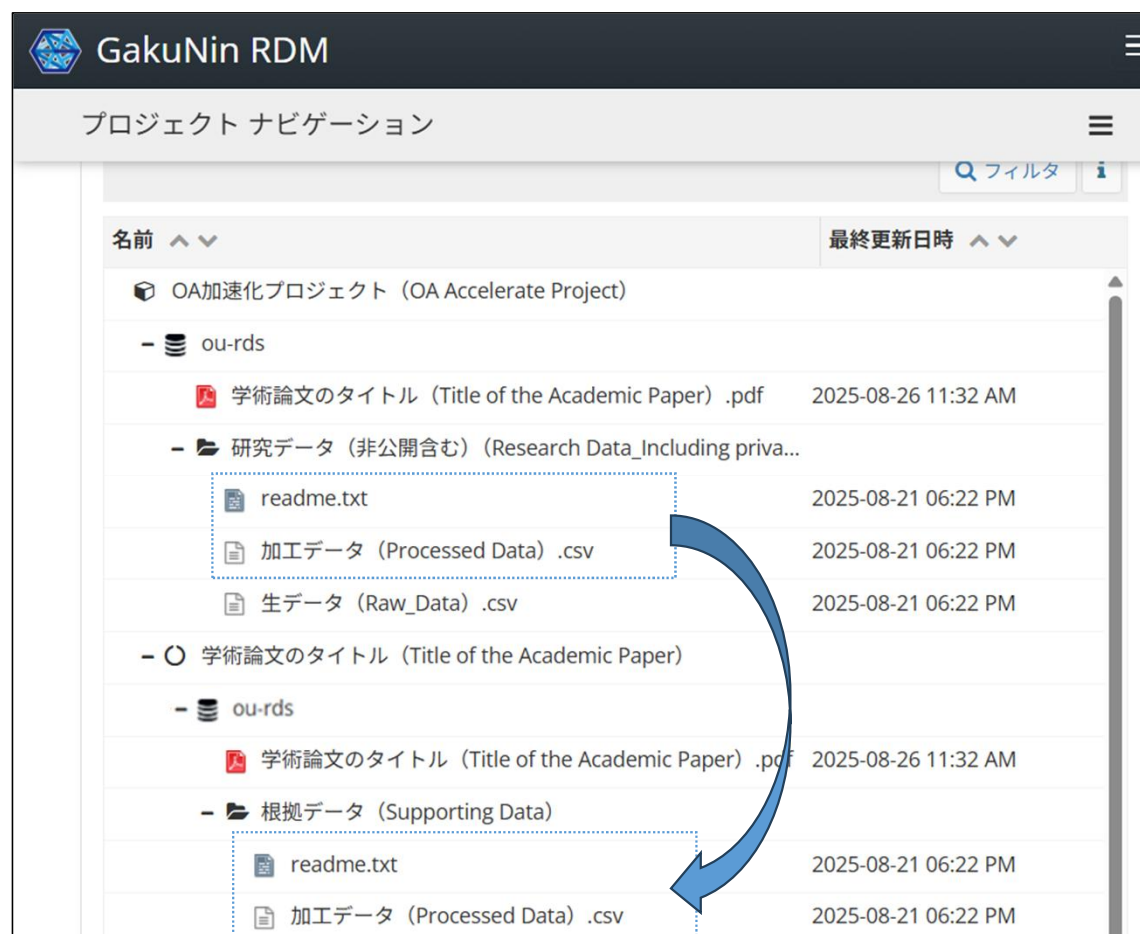 GakuNin RDM
プロジェクト ナビゲーション
フィルタ
名前 最終更新日時
OA加速化プロジェクト（OA Accelerate Project）
ou-rds
学術論文のタイトル（Title of the Academic Paper）.pdf 2025-08-26 11:32 AM
研究データ（非公開含む）（Research Data_Including priva...
readme.txt 2025-08-21 06:22 PM
加工データ（Processed Data）.csv 2025-08-21 06:22 PM
生データ（Raw_Data）.csv 2025-08-21 06:22 PM
学術論文のタイトル（Title of the Academic Paper）
ou-rds
学術論文のタイトル（Title of the Academic Paper）.pdf 2025-08-26 11:32 AM
根拠データ（Supporting Data）
readme.txt 2025-08-21 06:22 PM
加工データ（Processed Data）.csv 2025-08-21 06:22 PM